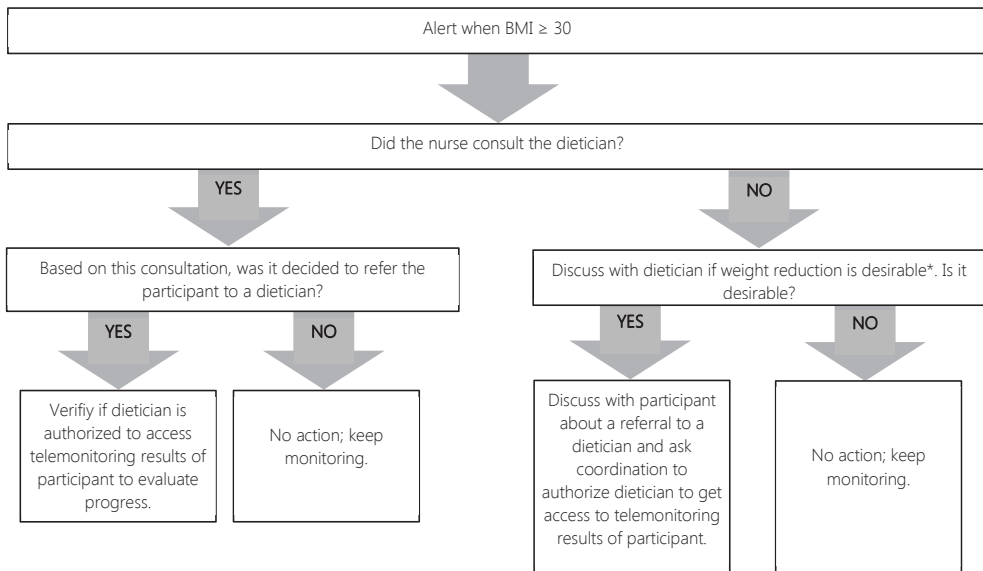 Alert when BMI ≥ 30
Did the nurse consult the dietician?
YES
NO
Based on this consultation, was it decided to refer the
participant to a dietician?
Discuss with dietician if weight reduction is desirable*. Is it
desirable?
YES
NO
YES
NO
Verifiy if dietician is
authorized to access
telemonitoring results of
participant to evaluate
progress.
No action; keep
monitoring.
Discuss with participant
about a referral to a
dietician and ask
coordination to
authorize dietician to get
access to telemonitoring
results of participant.
No action; keep
monitoring.